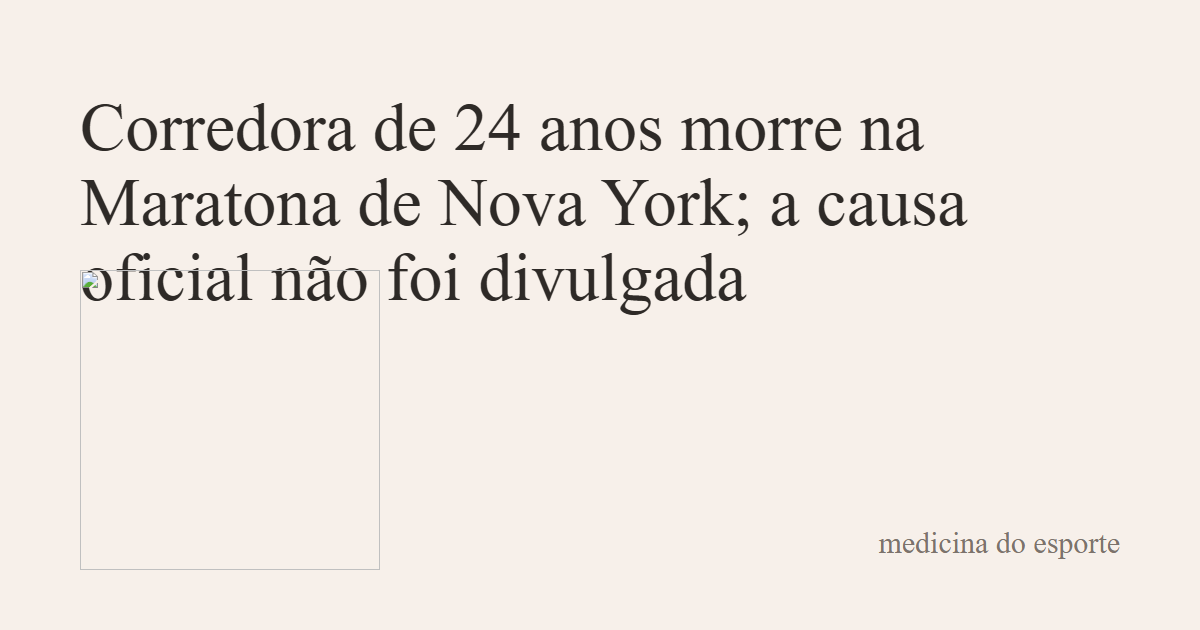 Corredora de 24 anos morre na
Maratona de Nova York; a causa
oficial não foi divulgada
medicina do esporte